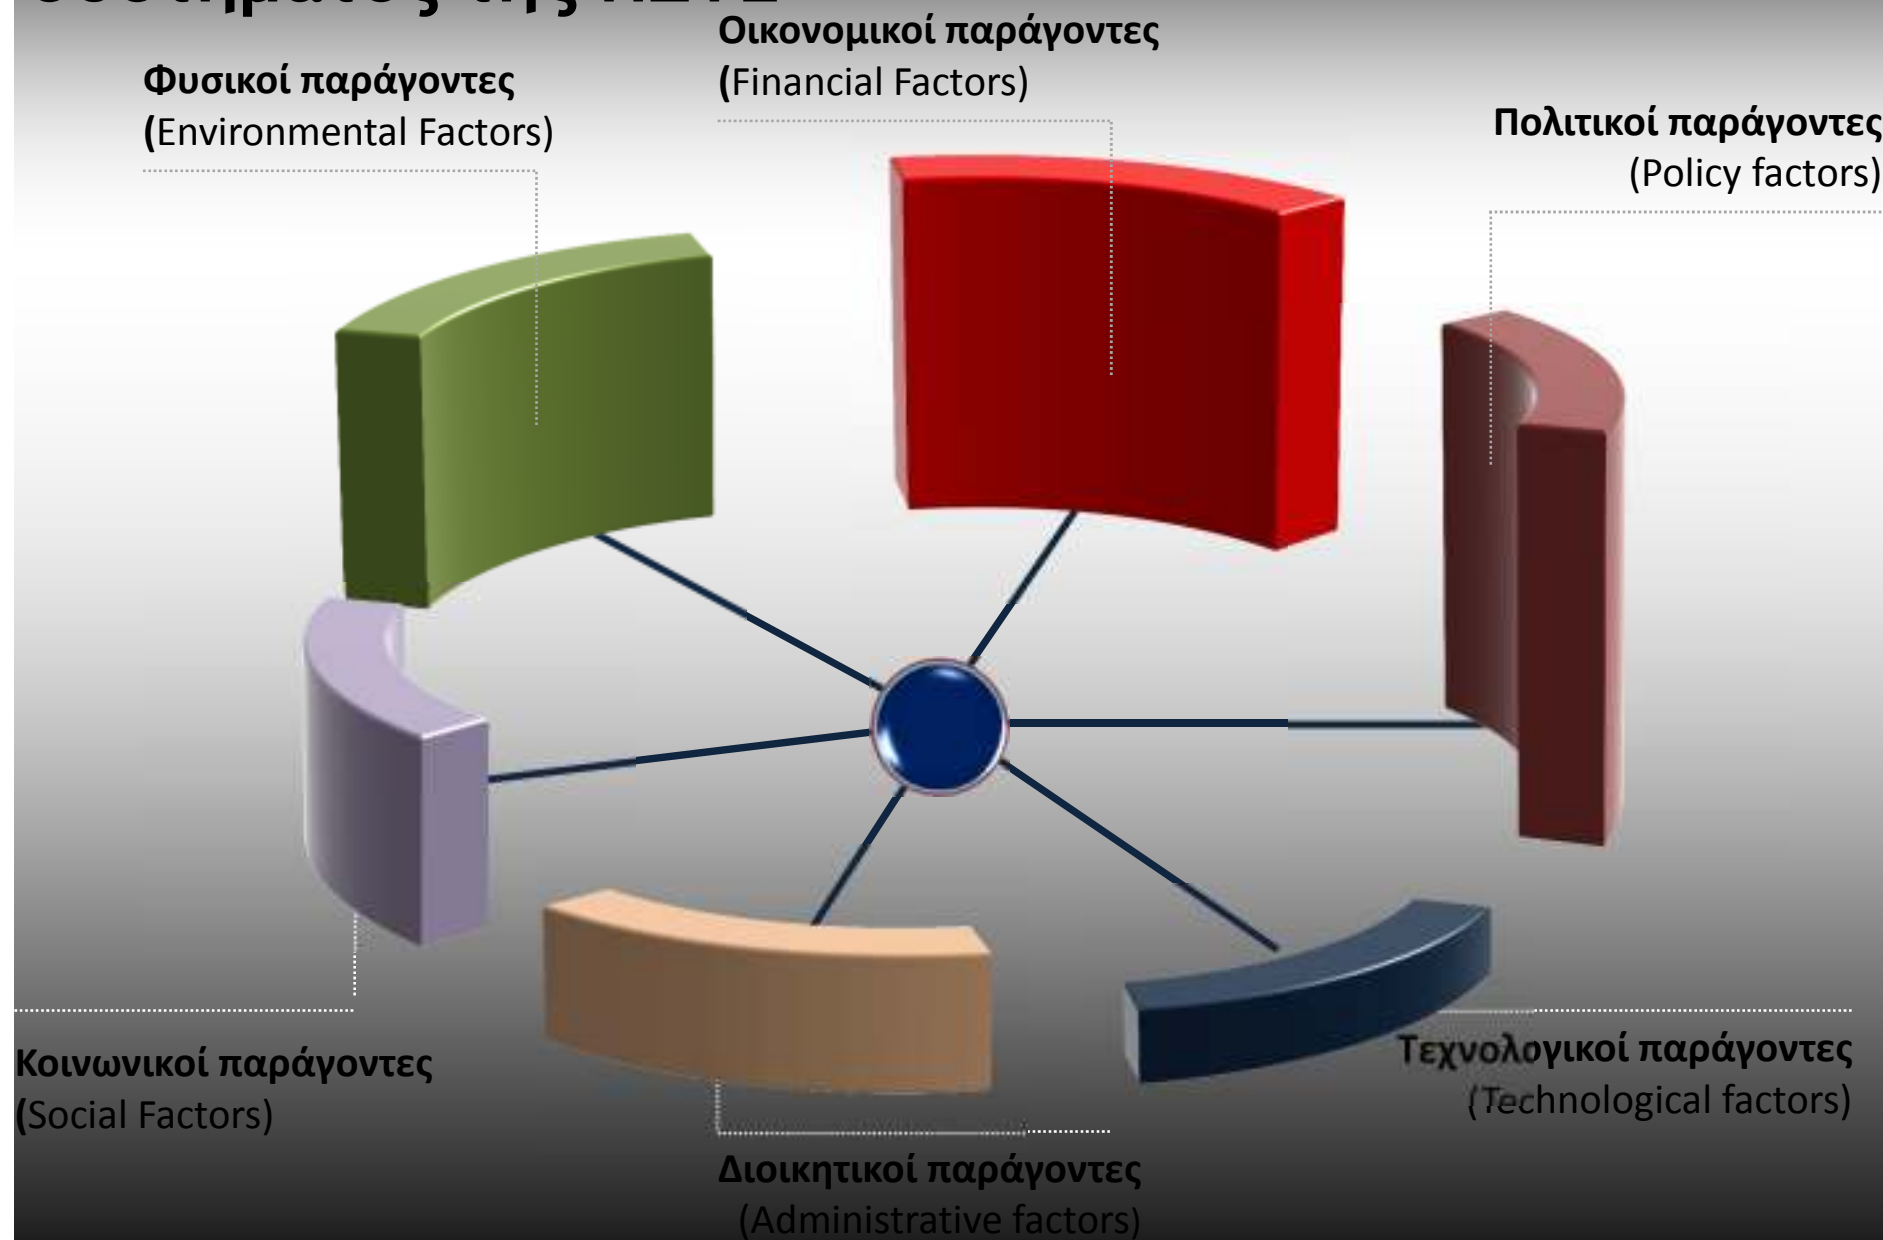 Οικονομικοί παράγοντες
(Financial Factors)
Φυσικοί παράγοντες
(Environmental Factors)
Πολιτικοί παράγοντες
(Policy factors)
Κοινωνικοί παράγοντες
(Social Factors)
Τεχνολογικοί παράγοντες
(Technological factors)
Διοικητικοί παράγοντες
(Administrative factors)